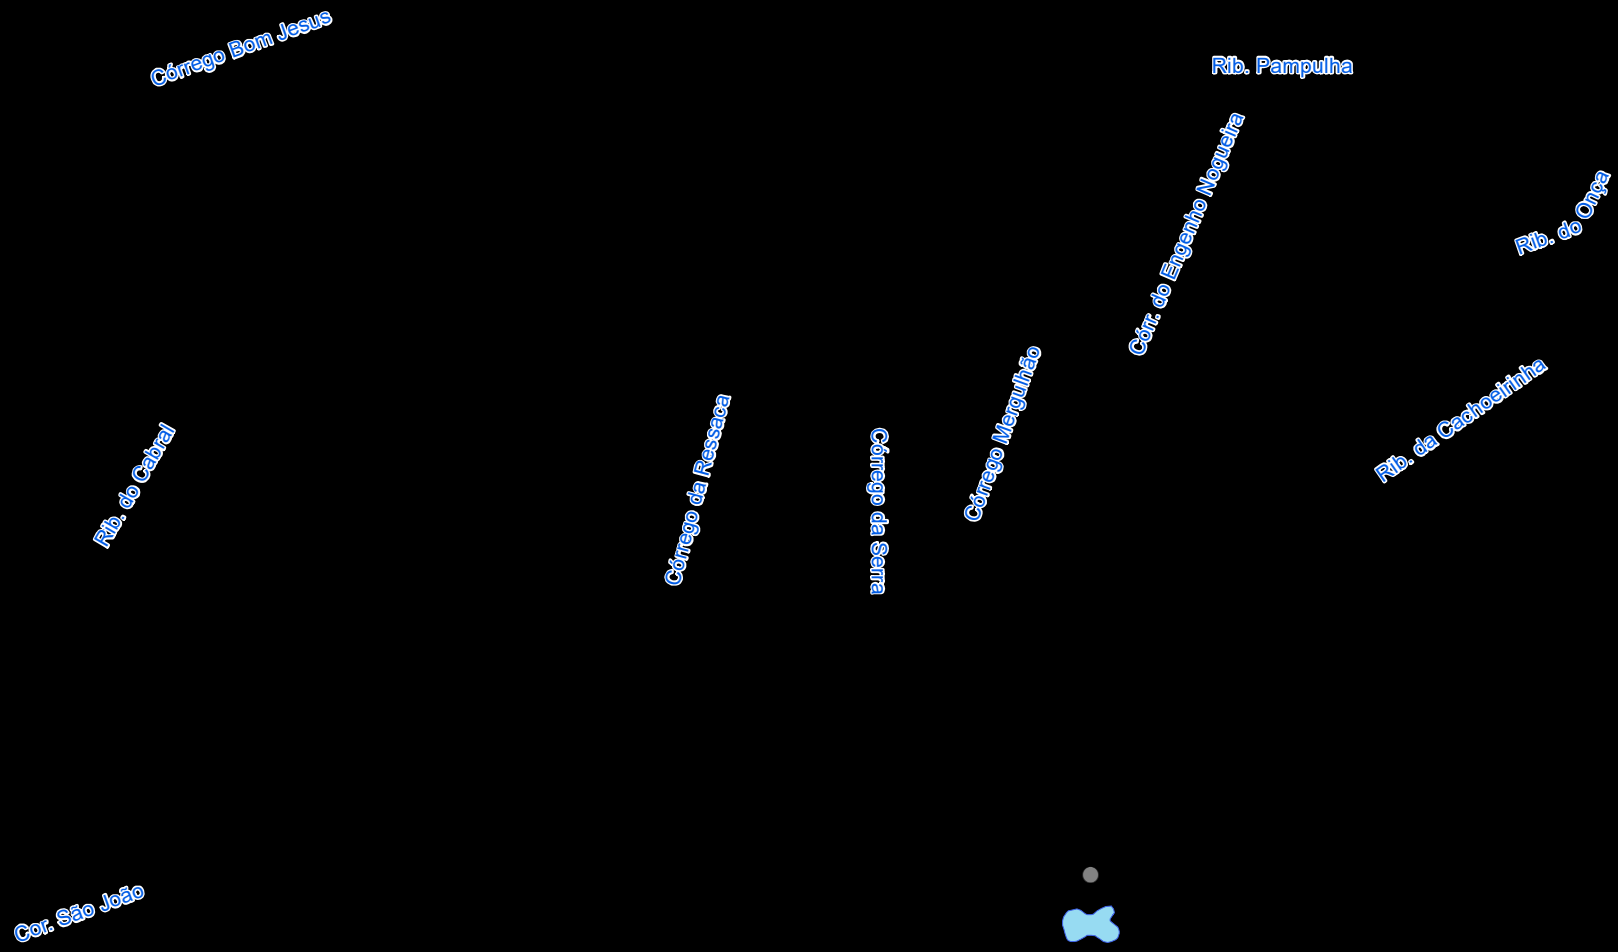 Córrego Bom Jesus
Rib. Pampulha
Córr. do Engenho Nogueira
Rib. do Onça
Córrego Mergulhão
Rib. da Cachoeirinha
Córrego da Ressaca
Rib. do Cabral
Córrego da Serra
Cor. São João